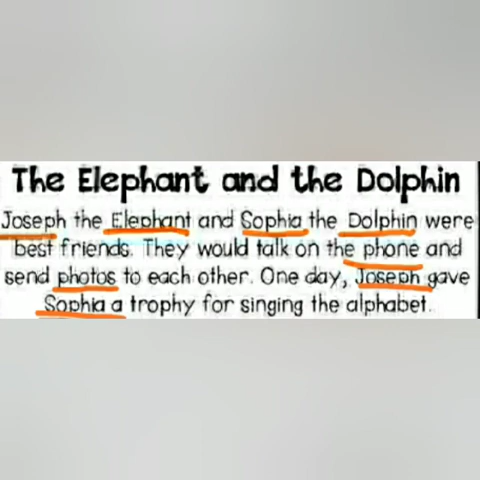 The Elephant and the Dolphin
Joseph the Elephant and Sophia the Dolphin were
best friends. They would talk on the phone and
send photos to each other. One day, Joseph gave
Sophia a trophy for singing the alphabet.